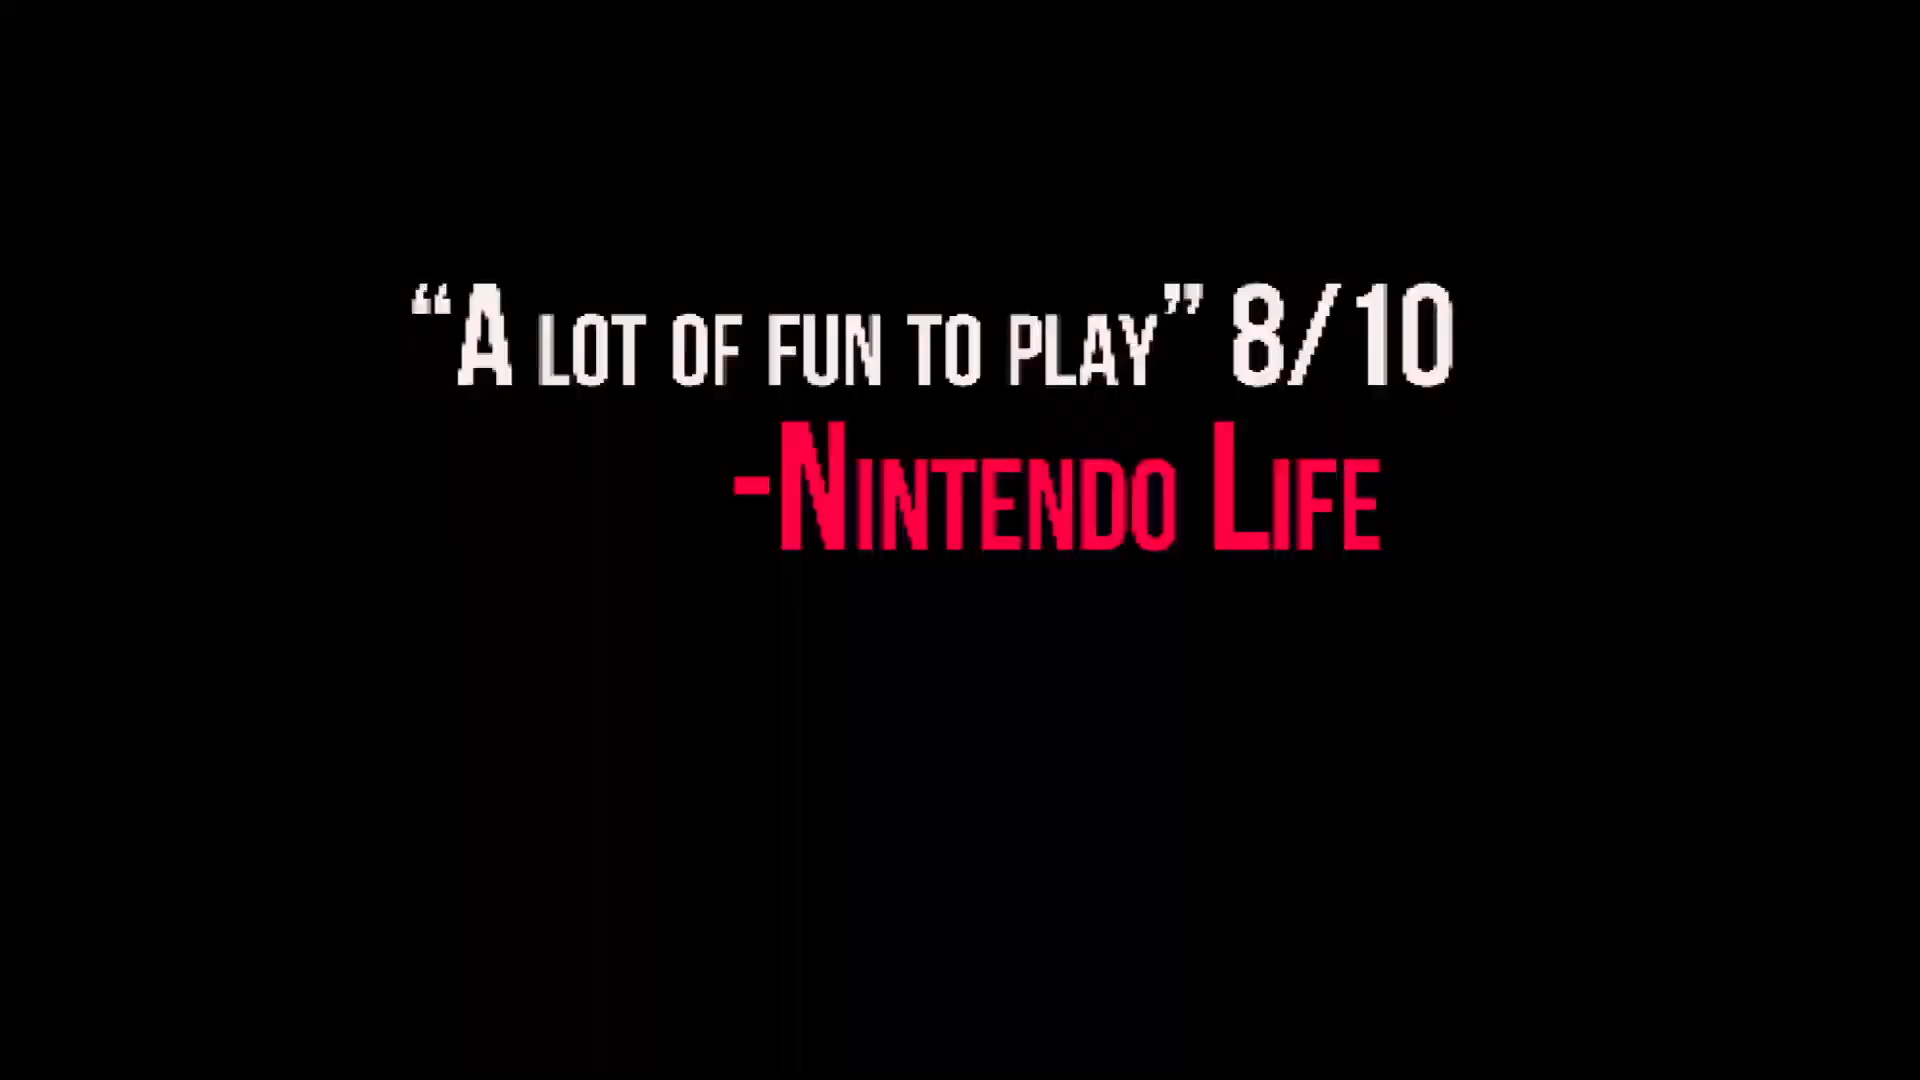 “A lot of fun to play” 8/10
-Nintendo Life